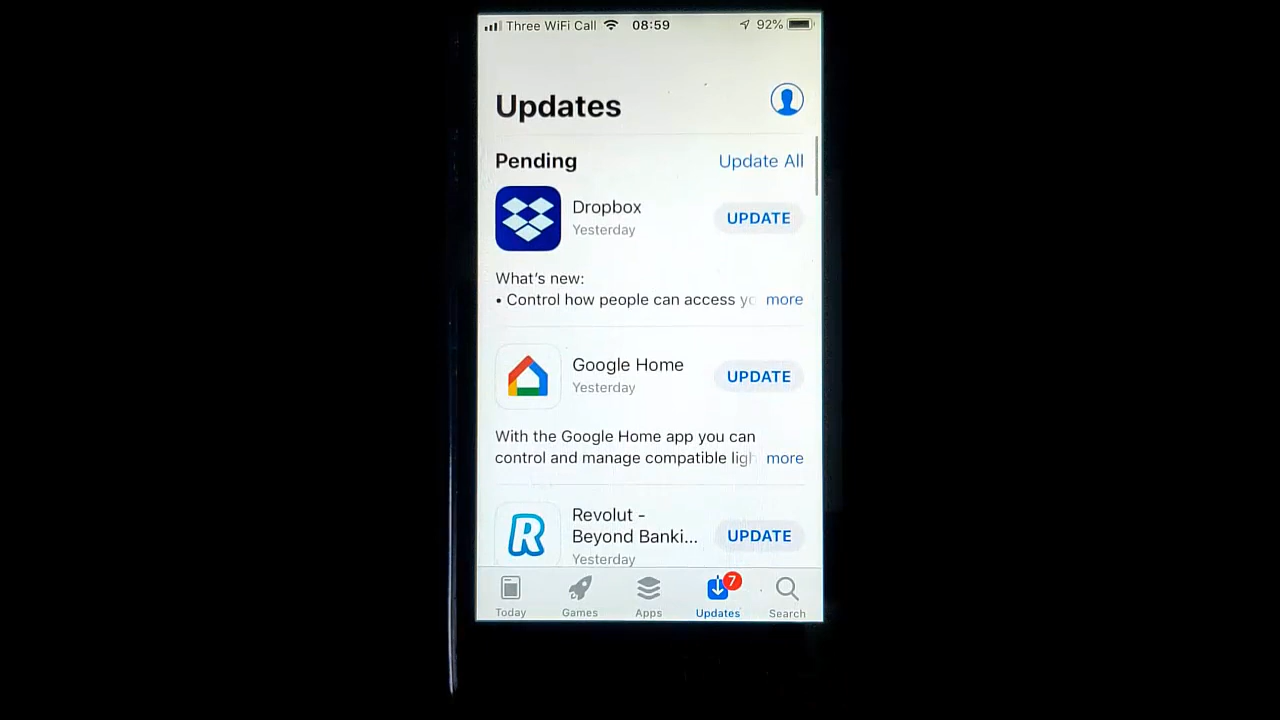 Three WiFi Call 08:59 92%
Updates
Pending Update All
Dropbox
Yesterday
UPDATE
What's new:
• Control how people can access yo more
Google Home
Yesterday
UPDATE
With the Google Home app you can
control and manage compatible ligh more
Revolut -
Beyond Banki...
Yesterday
UPDATE
7
Today Games Apps Updates Search